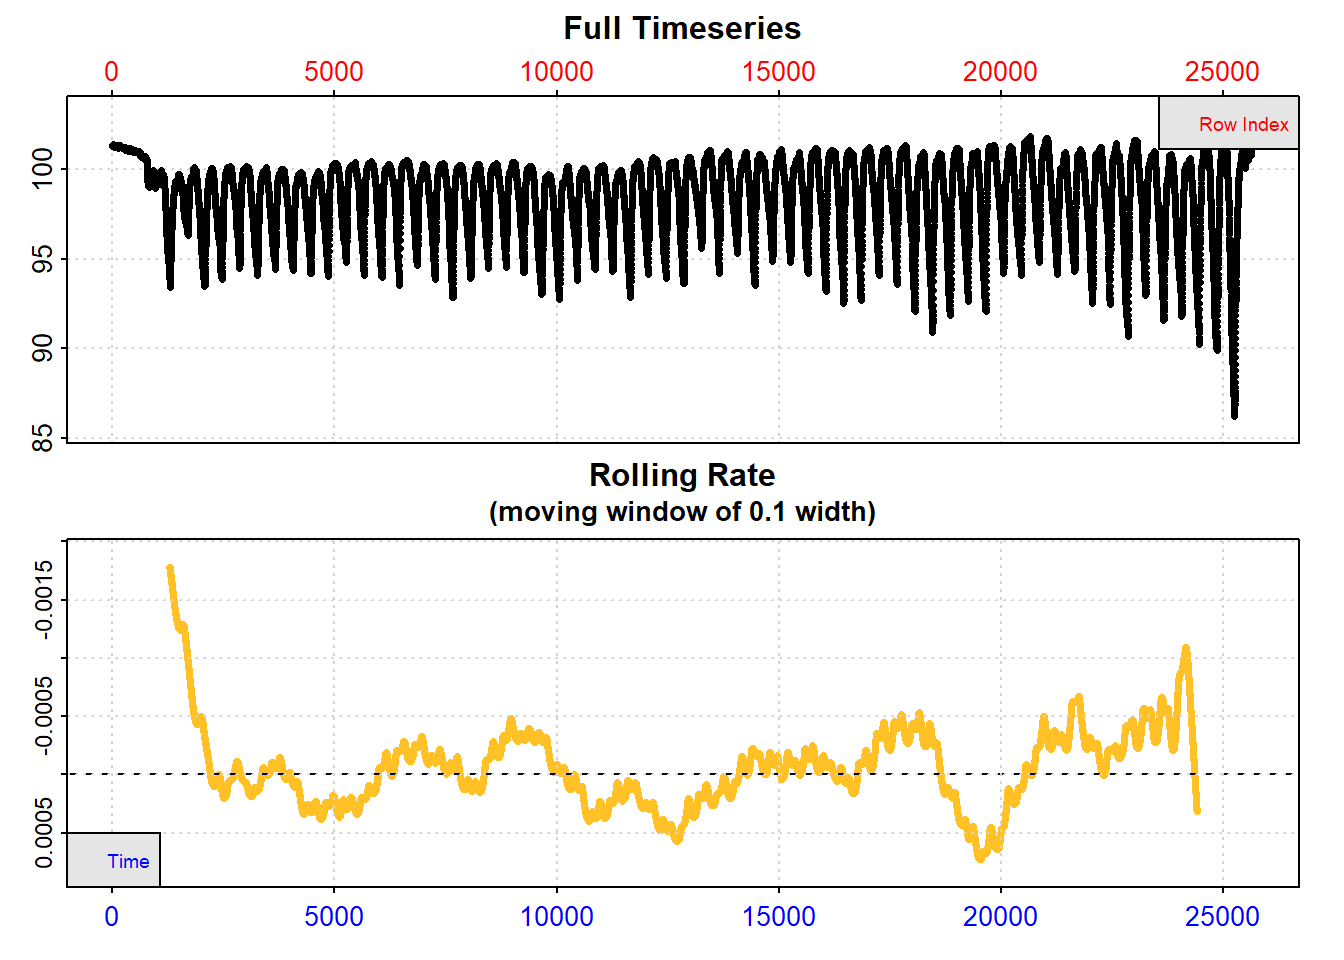 Full Timeseries
0 5000 10000 15000 20000 25000
Row Index
100
95
90
85
Rolling Rate
(moving window of 0.1 width)
-0.0015
-0.0005
0.0005
Time
0 5000 10000 15000 20000 25000